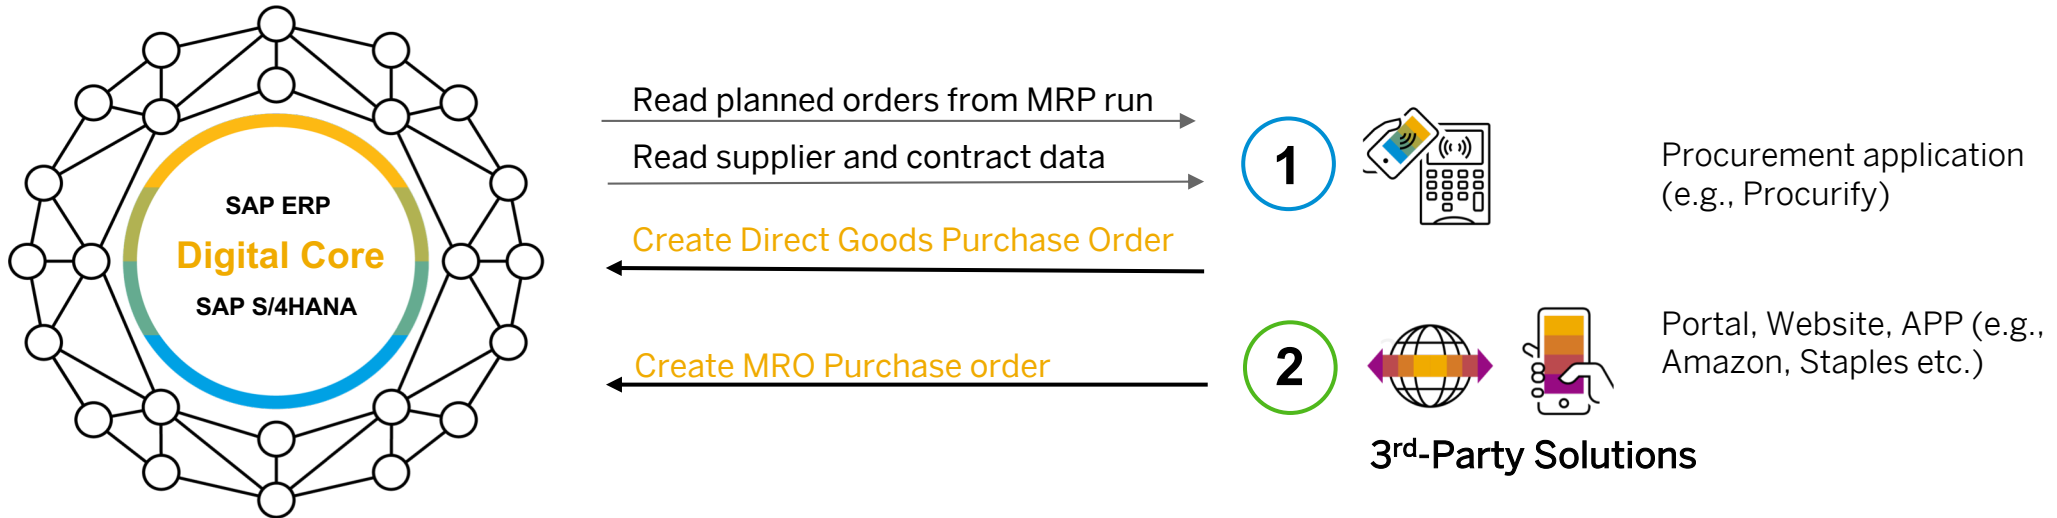 SAP ERP
Digital Core
SAP S/4HANA
Read planned orders from MRP run
Read supplier and contract data
Create Direct Goods Purchase Order
Create MRO Purchase order
1
Procurement application
(e.g., Procurify)
2
Portal, Website, APP (e.g.,
Amazon, Staples etc.)
3rd-Party Solutions